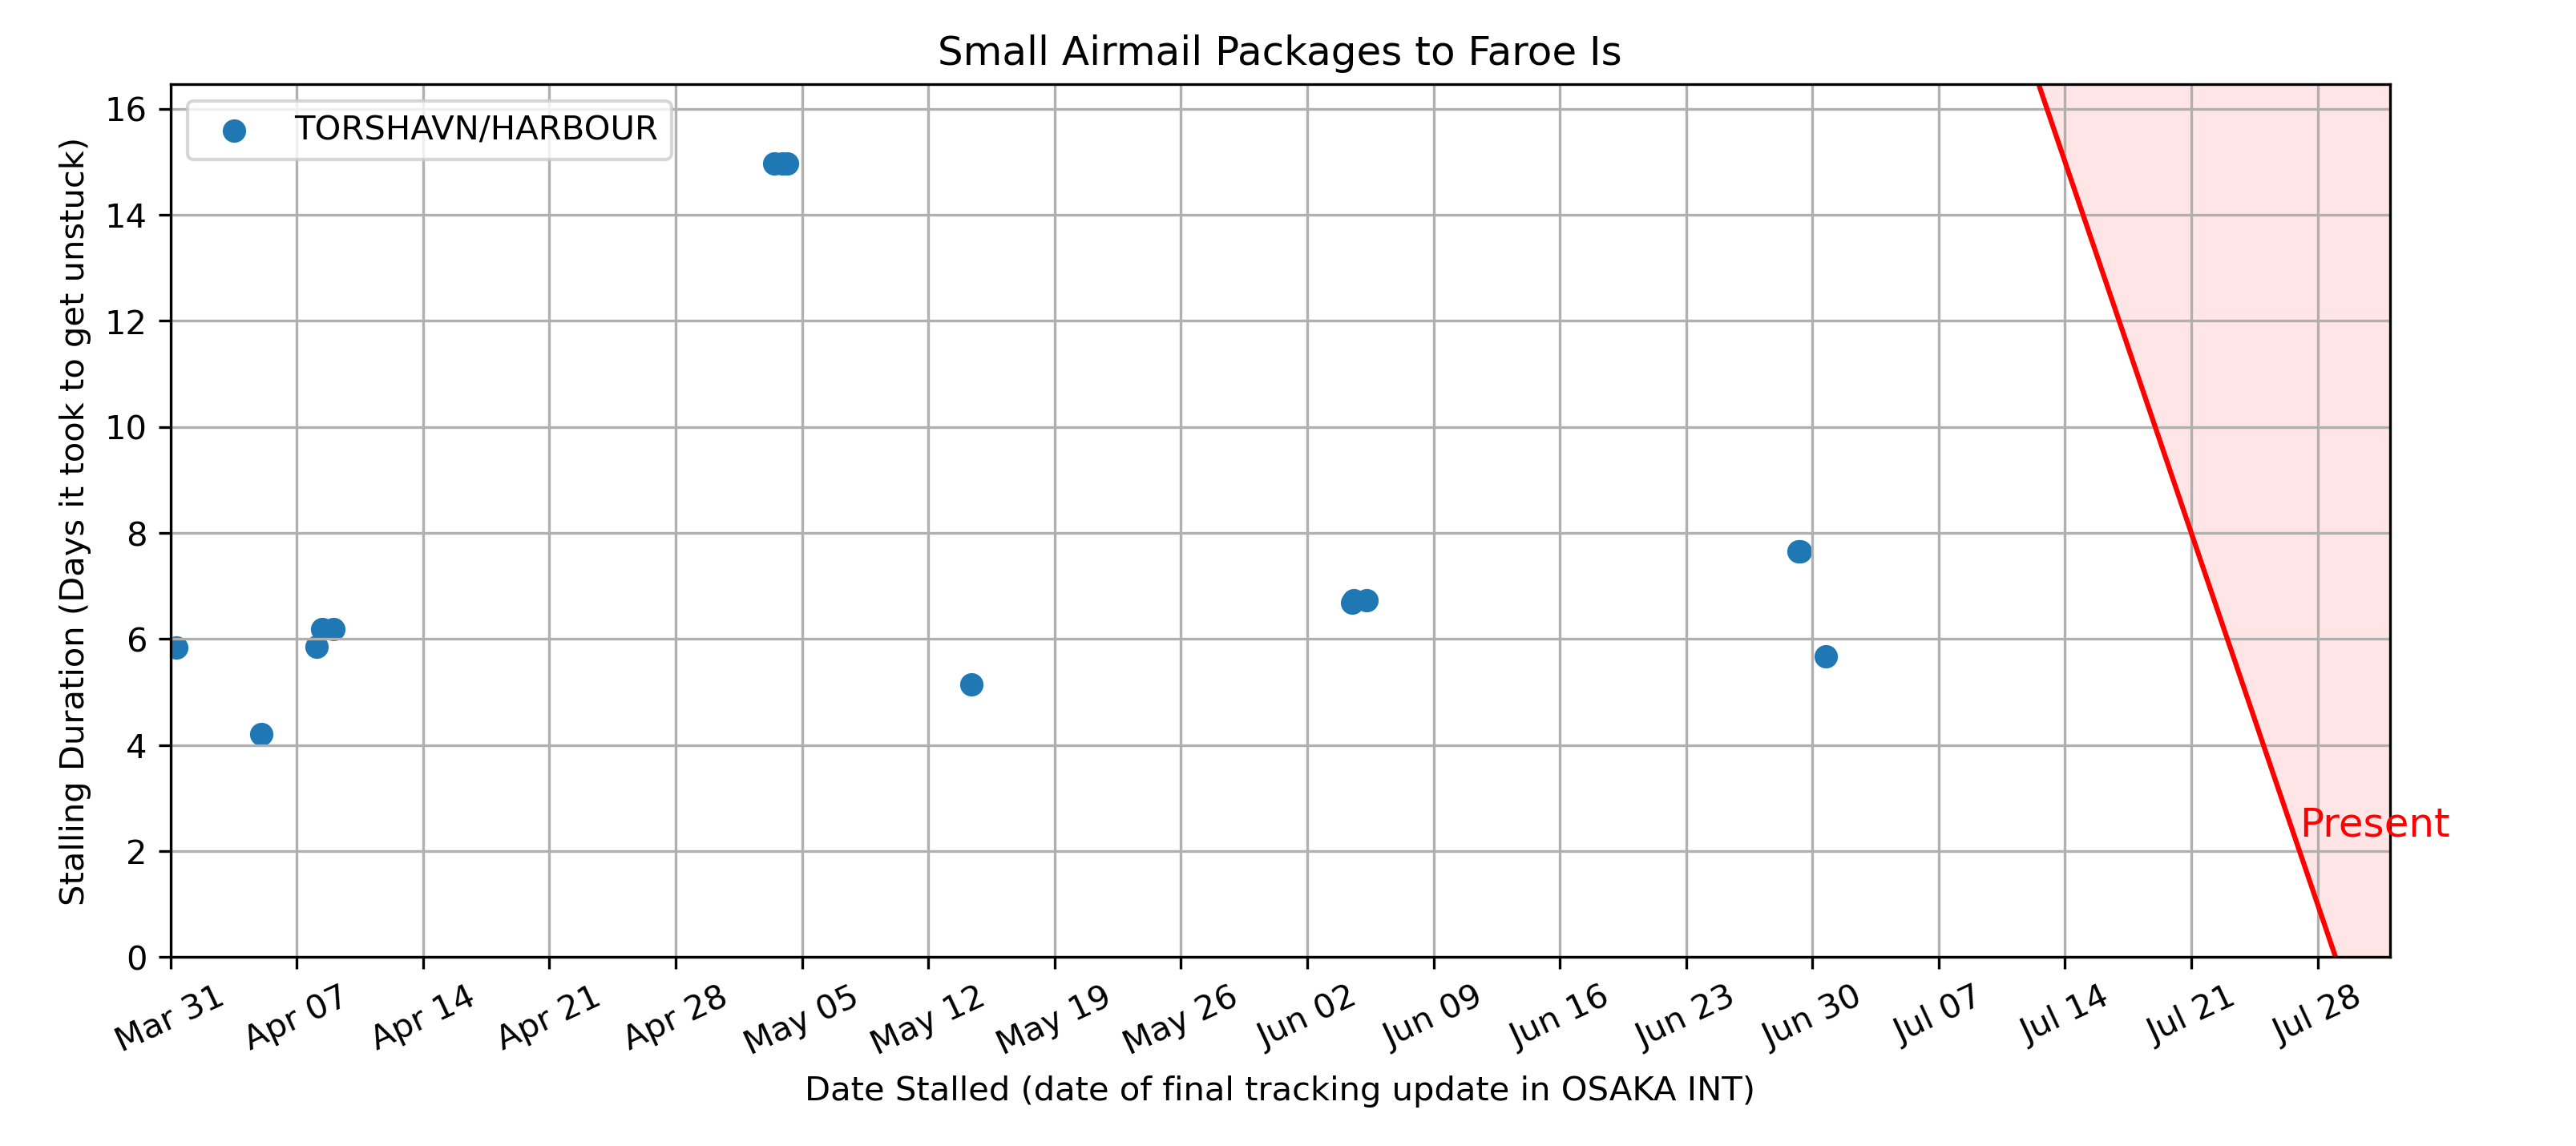 Small Airmail Packages to Faroe Is
TORSHAVN/HARBOUR
Stalling Duration (Days it took to get unstuck)
16
14
12
10
8
6
4
2
0
Present
Mar 31
Apr 07
Apr 14
Apr 21
Apr 28
May 05
May 12
May 19
May 26
Jun 02
Jun 09
Jun 16
Jun 23
Jun 30
Jul 07
Jul 14
Jul 21
Jul 28
Date Stalled (date of final tracking update in OSAKA INT)